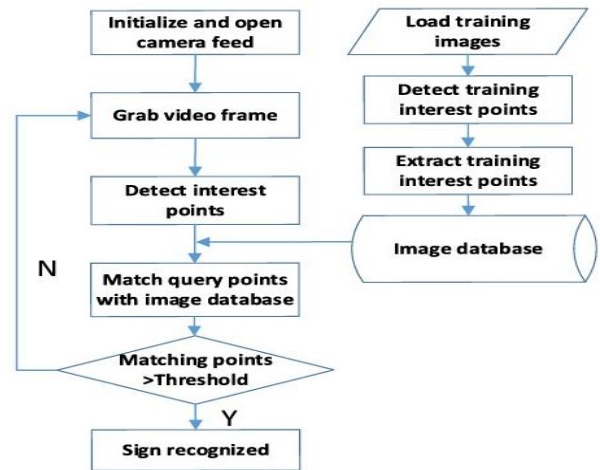 Initialize and open
camera feed
Grab video frame
Detect interest
points
Match query points
with image database
Matching points
>Threshold
N
Y
Sign recognized
Load training
images
Detect training
interest points
Extract training
interest points
Image database